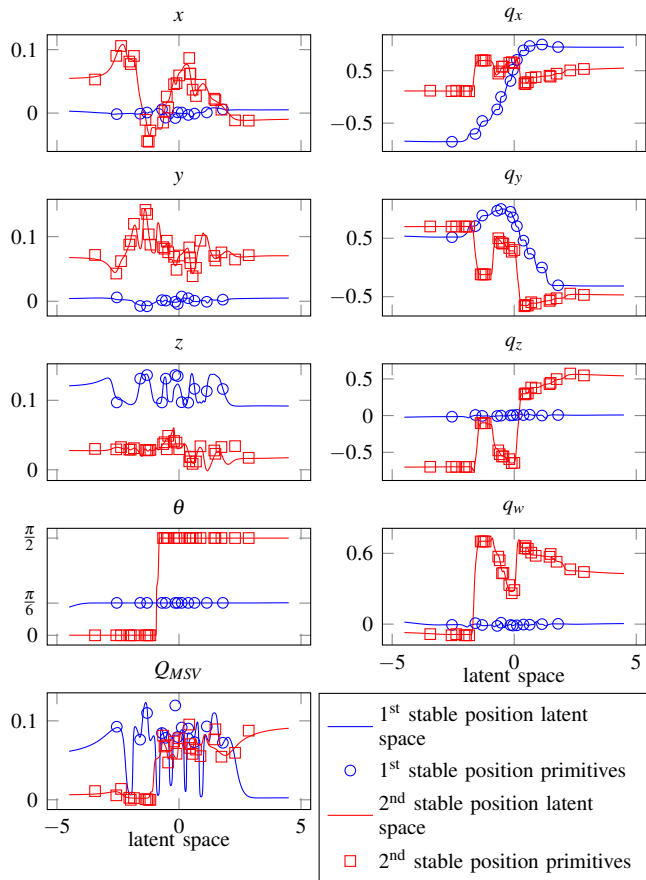 x
0.1
0
q_x
0.5
−0.5
y
0.1
0
q_y
0.5
−0.5
z
0.1
0
q_z
0.5
0
−0.5
θ
π/2
π/6
0
q_w
0.6
0
−5 0 5
latent space
Q_MSV
0.1
0
−5 0 5
latent space
1st stable position latent
space
1st stable position primitives
2nd stable position latent
space
2nd stable position primitives